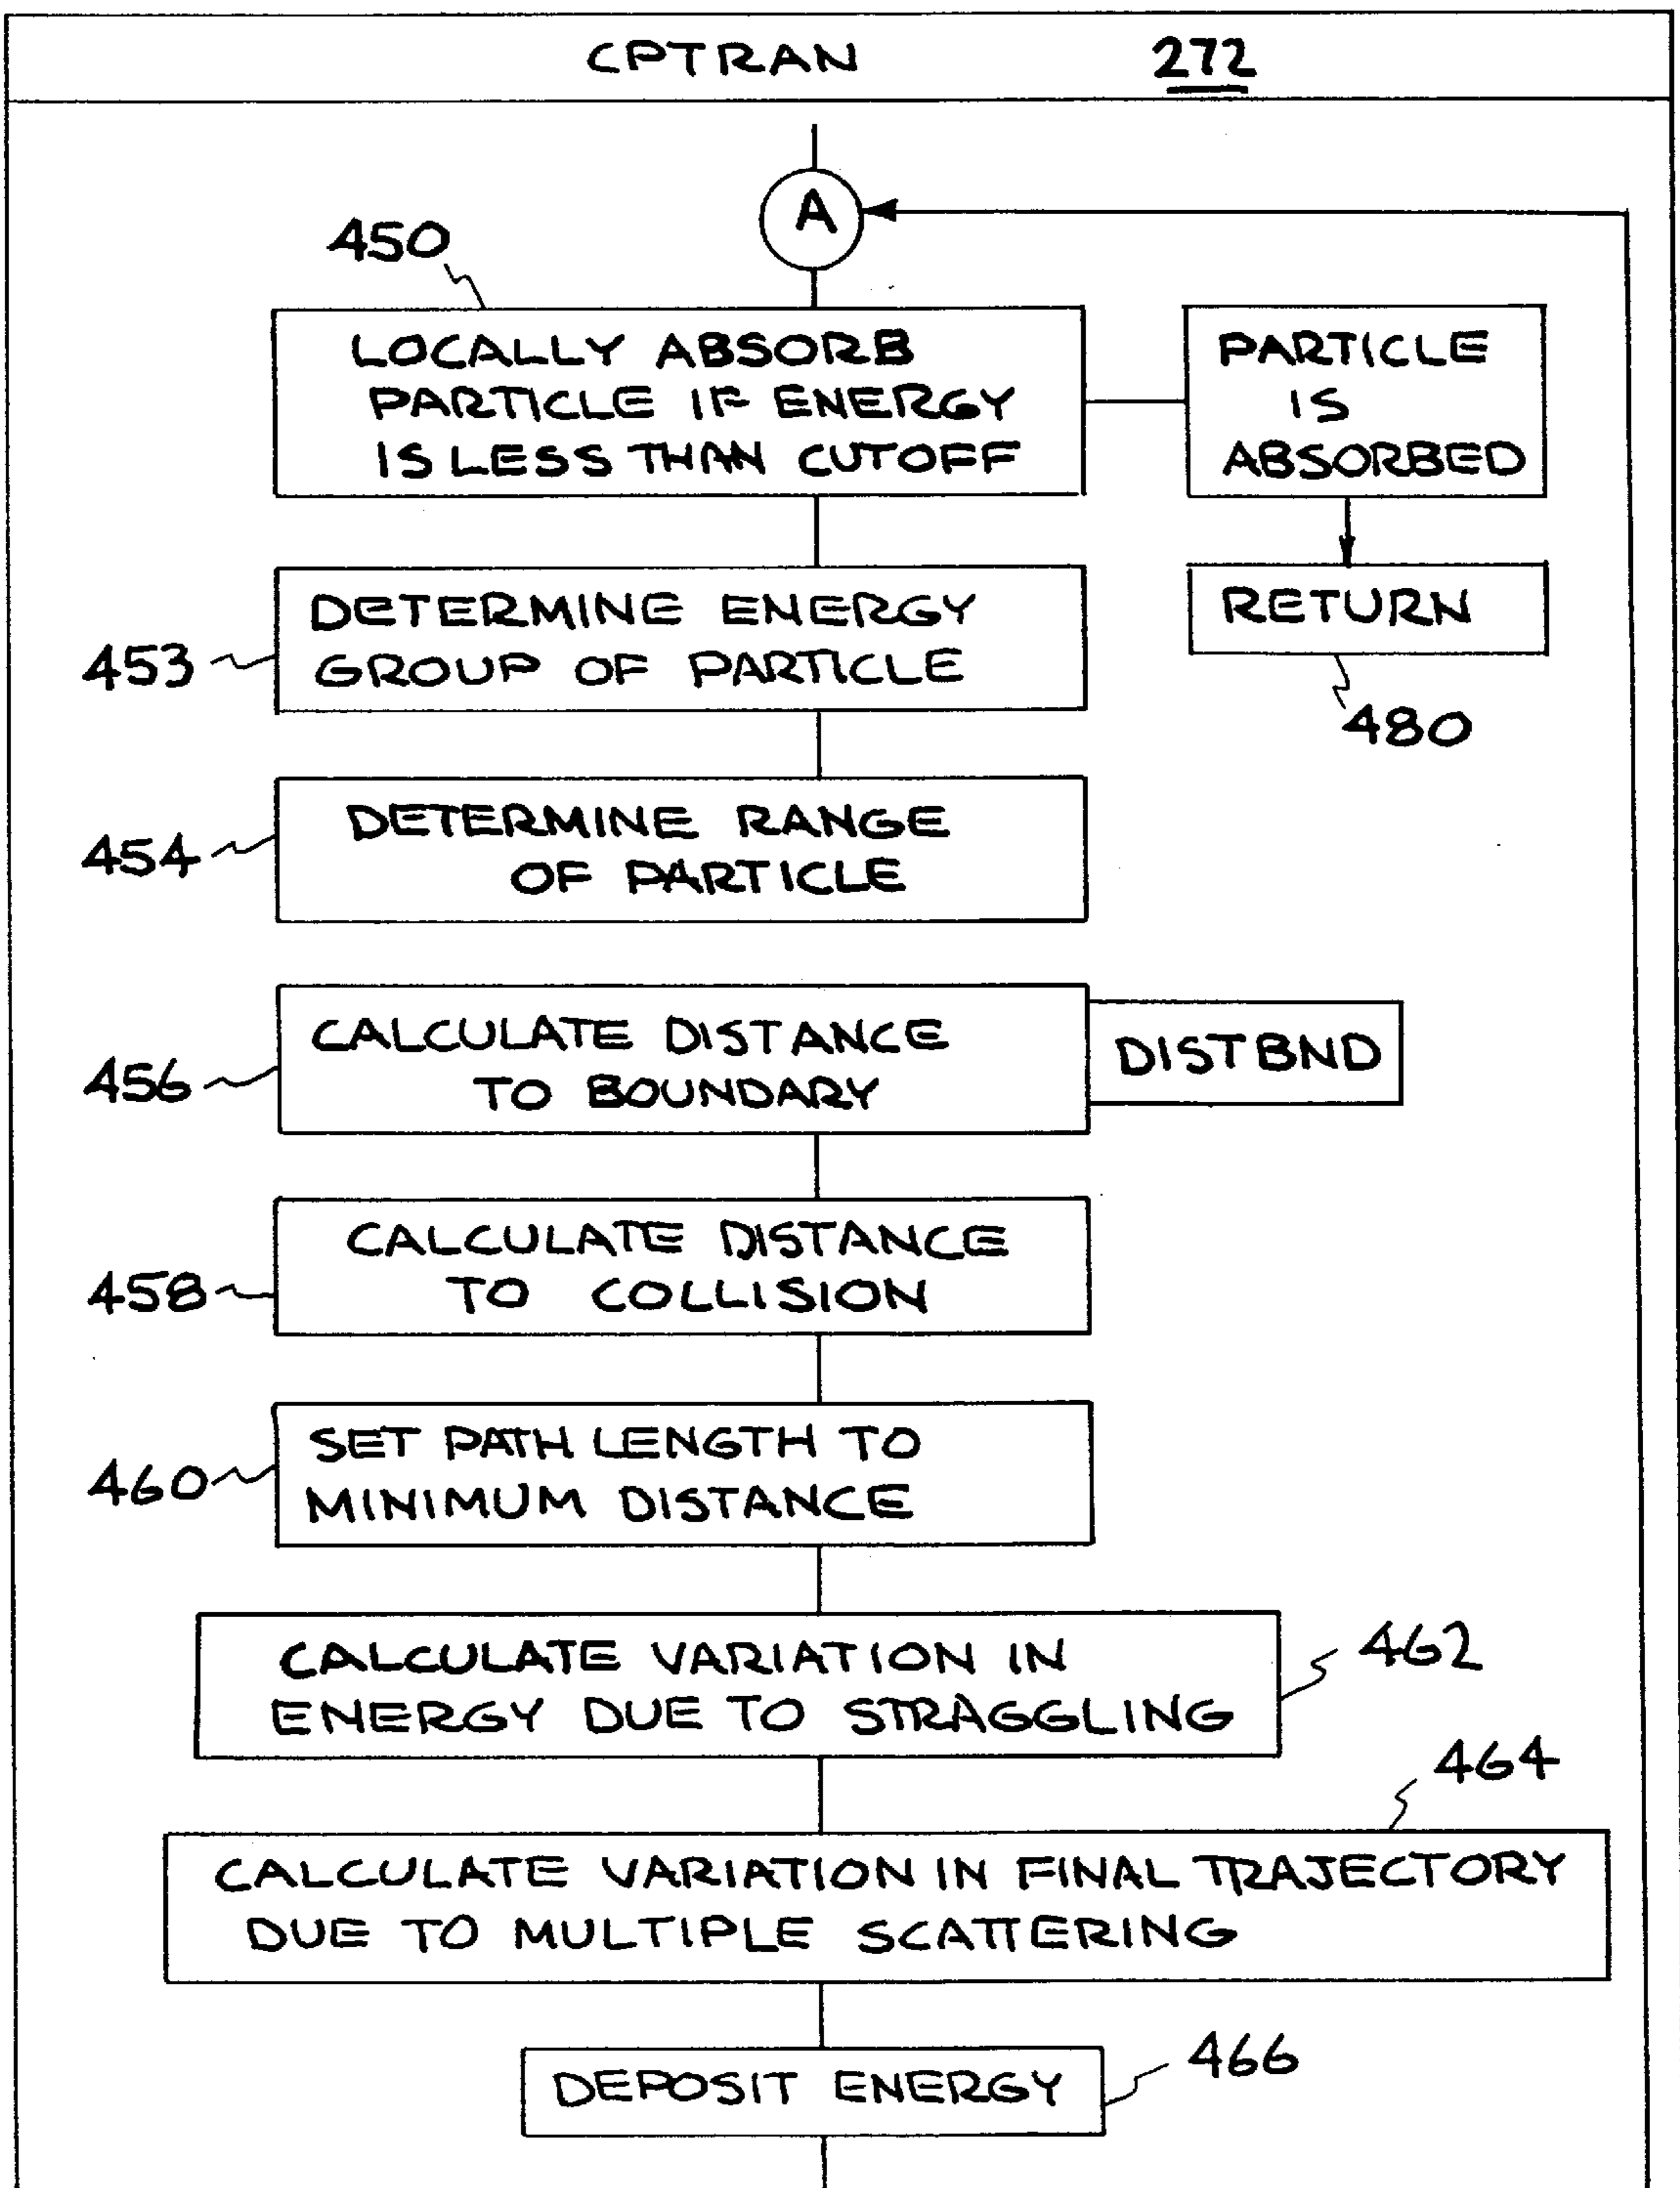 CPTRAN 272
A
450
LOCALLY ABSORB
PARTICLE IF ENERGY
IS LESS THAN CUTOFF
PARTICLE
IS
ABSORBED
RETURN
480
453
DETERMINE ENERGY
GROUP OF PARTICLE
454
DETERMINE RANGE
OF PARTICLE
456
CALCULATE DISTANCE
TO BOUNDARY
DISTBND
458
CALCULATE DISTANCE
TO COLLISION
460
SET PATH LENGTH TO
MINIMUM DISTANCE
462
CALCULATE VARIATION IN
ENERGY DUE TO STRAGGLING
464
CALCULATE VARIATION IN FINAL TRAJECTORY
DUE TO MULTIPLE SCATTERING
466
DEPOSIT ENERGY